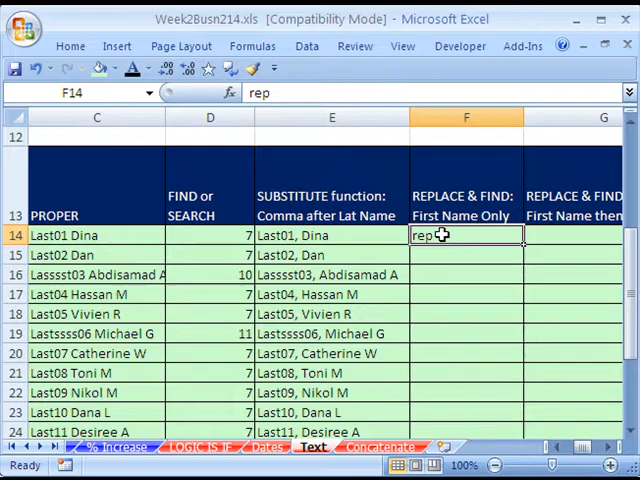 Week2Busn214.xls [Compatibility Mode] - Microsoft Excel
Home Insert Page Layout Formulas Data Review View Developer Add-Ins
F14 fx rep
C D E F G
12
13 PROPER FIND or SEARCH SUBSTITUTE function: Comma after Lat Name REPLACE & FIND: First Name Only REPLACE & FIND: First Name then
14 Last01 Dina 7 Last01, Dina rep
15 Last02 Dan 7 Last02, Dan
16 Lasssst03 Abdisamad A 10 Lasssst03, Abdisamad A
17 Last04 Hassan M 7 Last04, Hassan M
18 Last05 Vivien R 7 Last05, Vivien R
19 Lastssss06 Michael G 11 Lastssss06, Michael G
20 Last07 Catherine W 7 Last07, Catherine W
21 Last08 Toni M 7 Last08, Toni M
22 Last09 Nikol M 7 Last09, Nikol M
23 Last10 Dana L 7 Last10, Dana L
24 Last11 Desiree A 7 Last11, Desiree A
% Increase LOGIC IS IF Dates Text Concatenate
Ready 100%